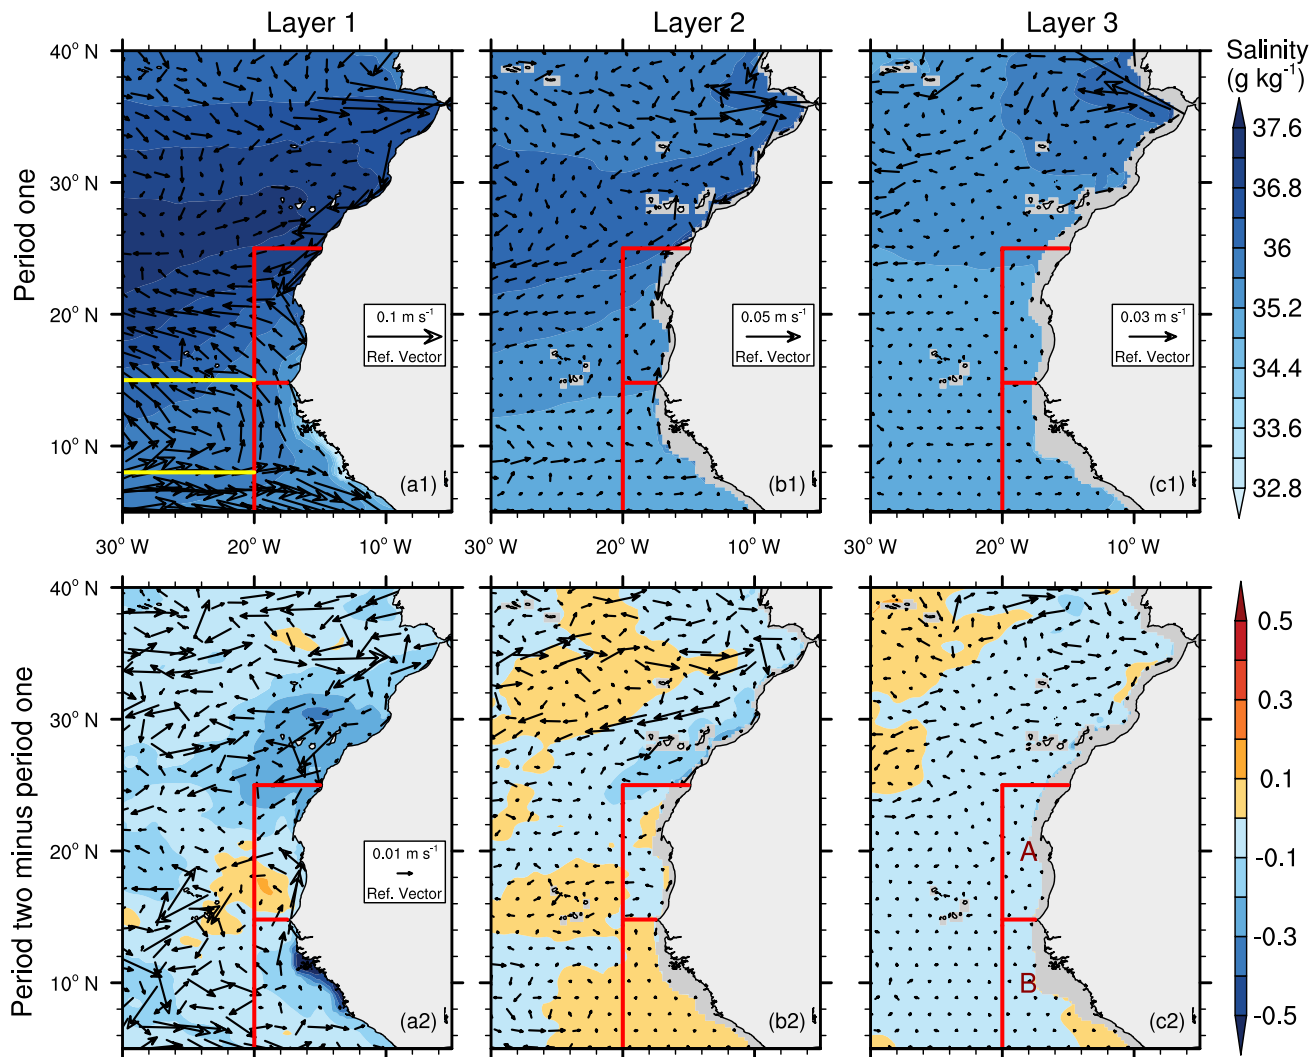 Layer 1
Layer 2
Layer 3
Salinity
(g kg⁻¹)
Period one
40° N
30° N
20° N
10° N
0.1 m s⁻¹
Ref. Vector
(a1)
0.05 m s⁻¹
Ref. Vector
(b1)
0.03 m s⁻¹
Ref. Vector
(c1)
37.6
36.8
36
35.2
34.4
33.6
32.8
30° W
20° W
10° W
30° W
20° W
10° W
30° W
20° W
10° W
Period two minus period one
40° N
30° N
20° N
10° N
0.01 m s⁻¹
Ref. Vector
(a2)
(b2)
A
B
(c2)
0.5
0.3
0.1
-0.1
-0.3
-0.5